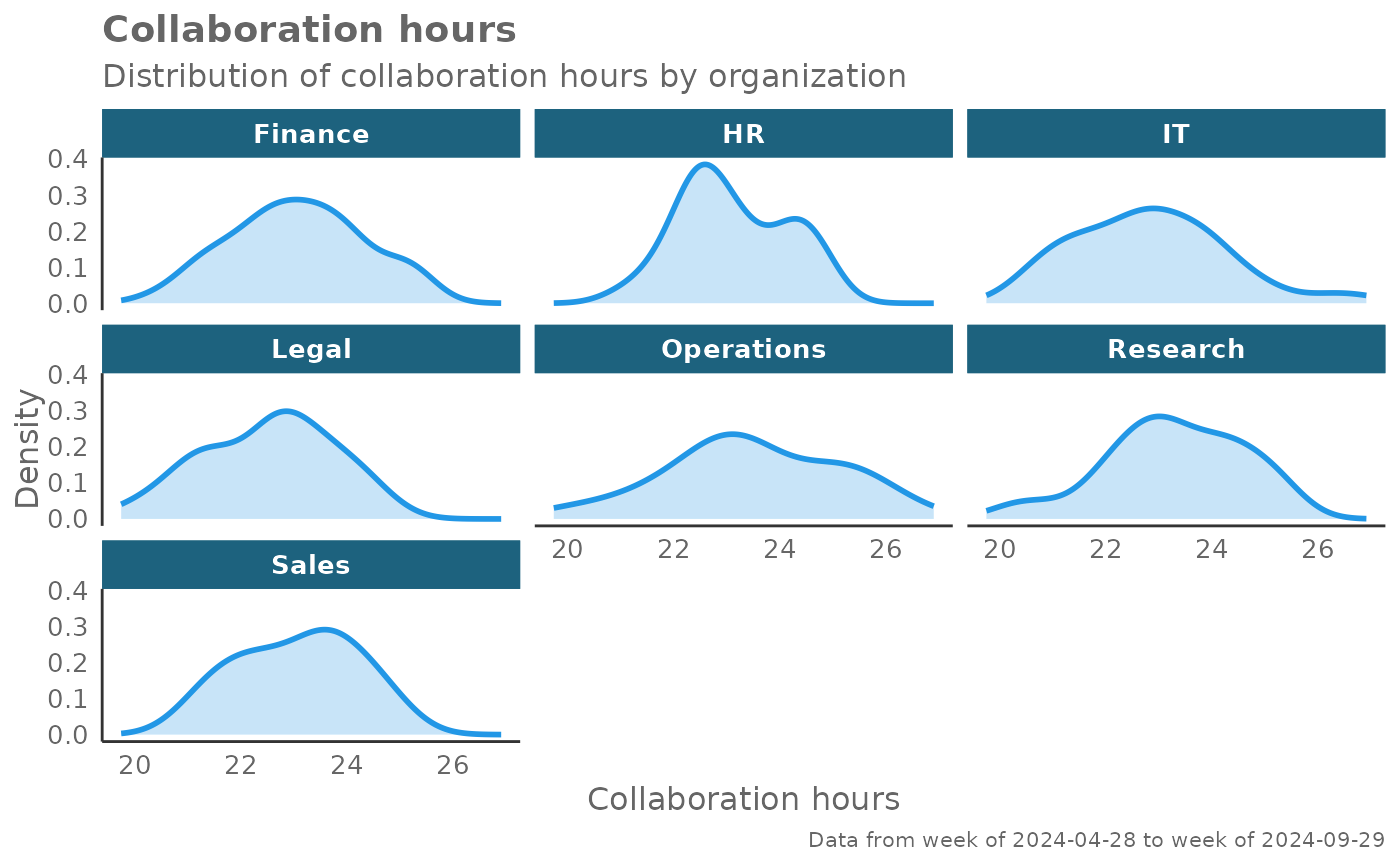 Collaboration hours
Distribution of collaboration hours by organization
Finance
HR
IT
0.4
0.3
0.2
0.1
0.0
Legal
Operations
Research
0.4
0.3
0.2
0.1
0.0
20 22 24 26
20 22 24 26
Density
Sales
0.4
0.3
0.2
0.1
0.0
20 22 24 26
Collaboration hours
Data from week of 2024-04-28 to week of 2024-09-29